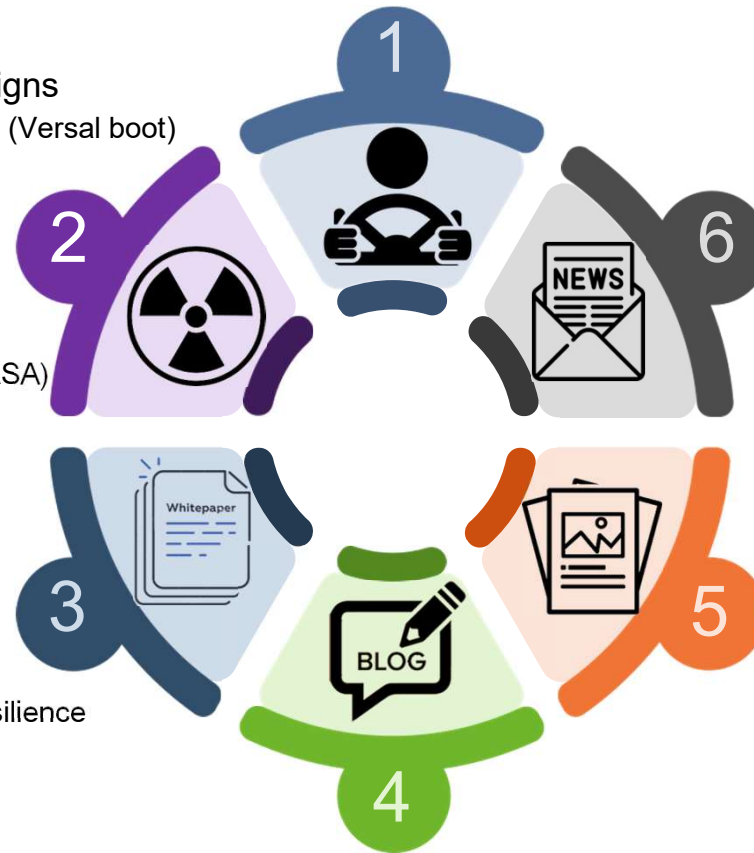 1
igns
(Versal boot)
2
6
NEWS
SA)
Whitepaper
3
5
BLOG
silience
4